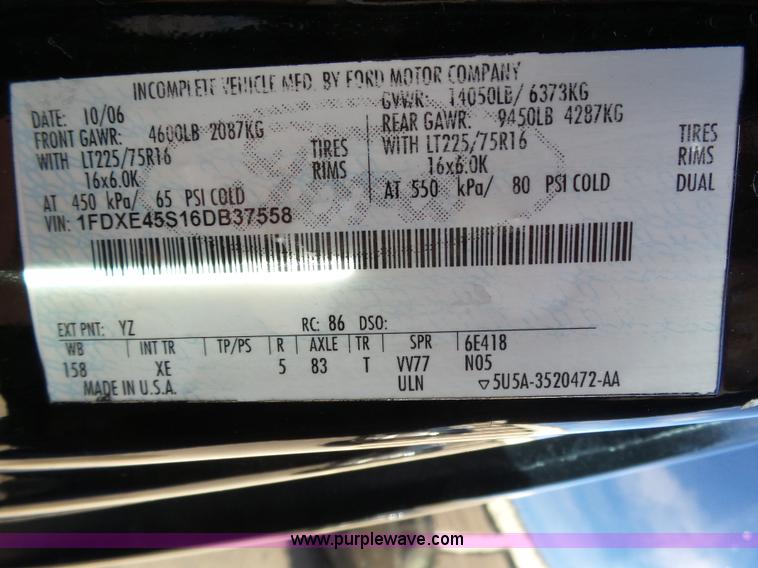 INCOMPLETE VEHICLE MFD. BY FORD MOTOR COMPANY
DATE: 10/06
GVWR: 14050LB/ 6373KG
FRONT GAWR: 4600LB 2087KG
REAR GAWR: 9450LB 4287KG
WITH LT225/75R16 TIRES
WITH LT225/75R16 TIRES
16x6.0K RIMS
16x6.0K RIMS
AT 450 kPa/ 65 PSI COLD
AT 550 kPa/ 80 PSI COLD DUAL
VIN: 1FDXE45S16DB37558
Ford
EXT PNT: YZ RC: 86 DSO:
WB INT TR TP/PS R AXLE TR SPR 6E418
158 XE 5 83 T VV77 N05
MADE IN U.S.A. ULN ▽5U5A-3520472-AA
www.purplewave.com